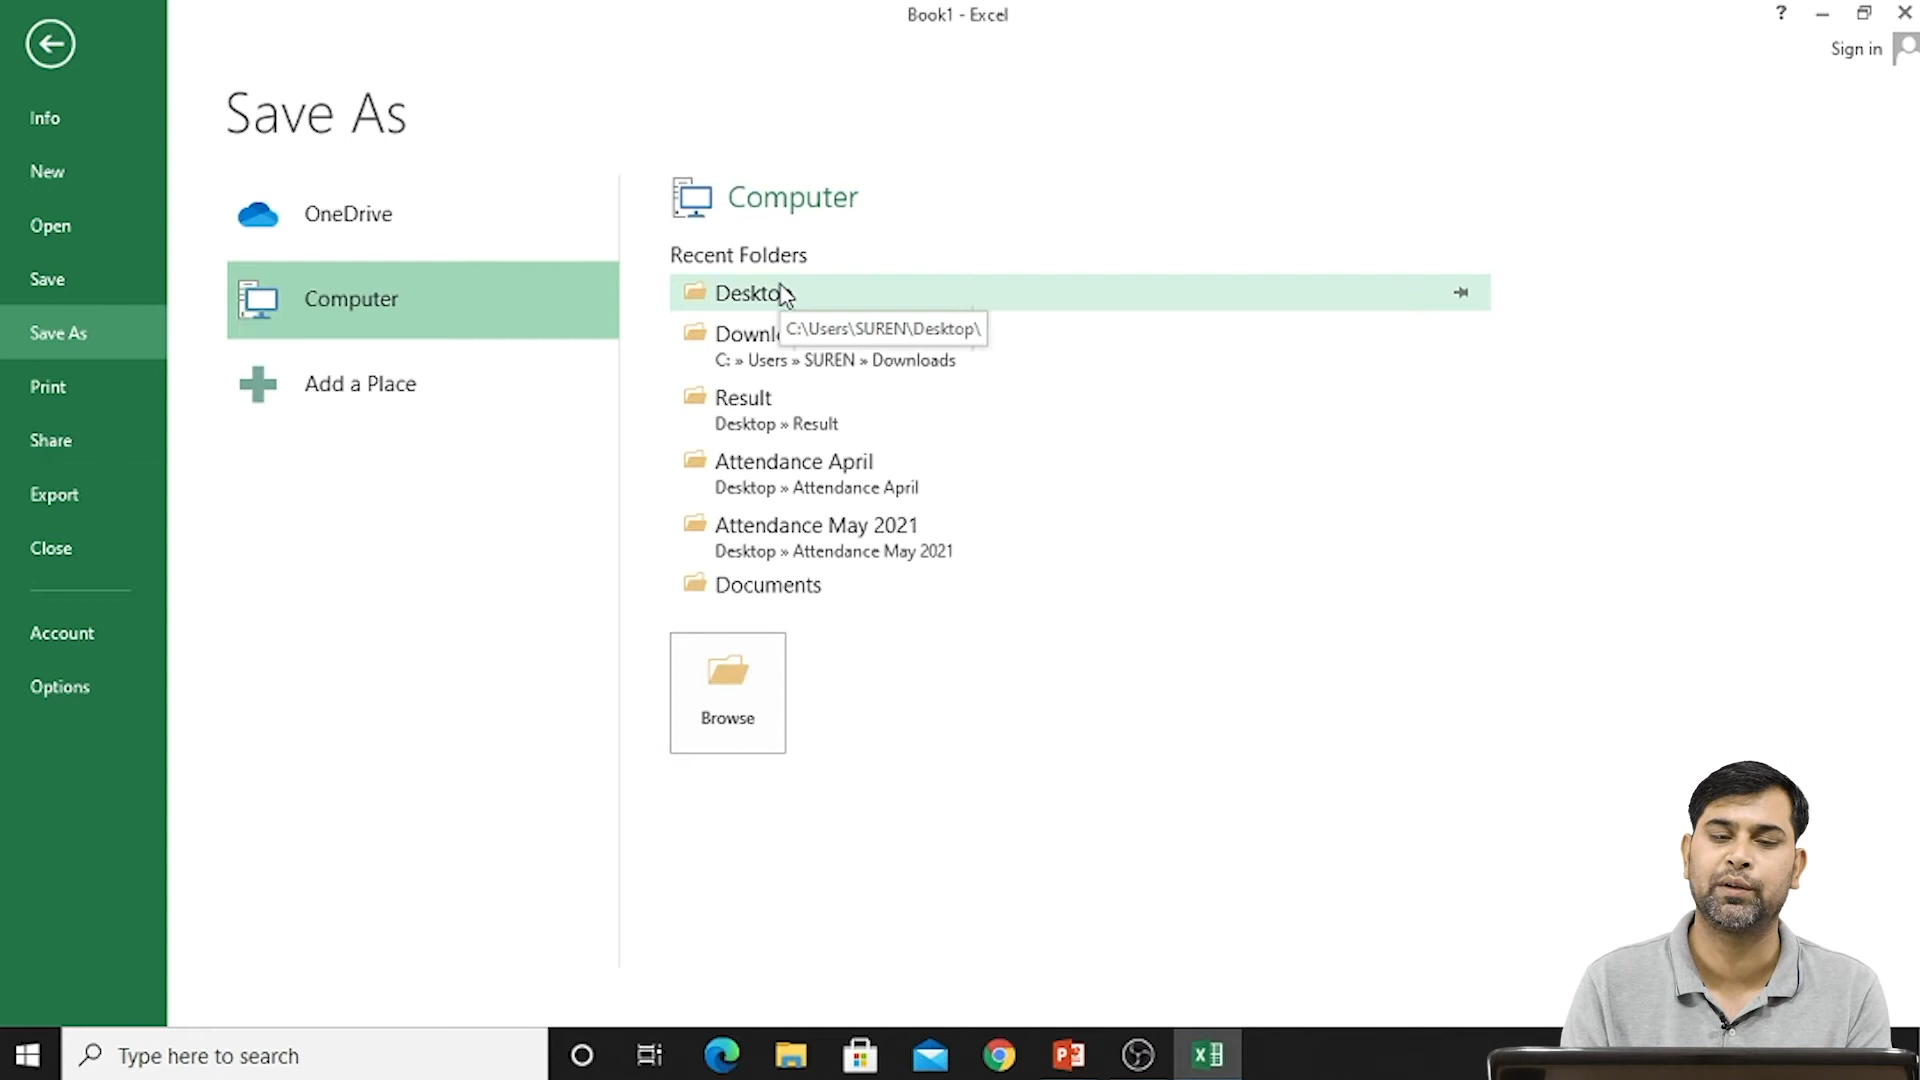 Book1 - Excel
?
Sign in
Info
New
Open
Save
Save As
Print
Share
Export
Close
Account
Options
Save As
OneDrive
Computer
Add a Place
Computer
Recent Folders
Desktop
C:\Users\SUREN\Desktop\
C: » Users » SUREN » Downloads
Result
Desktop » Result
Attendance April
Desktop » Attendance April
Attendance May 2021
Desktop » Attendance May 2021
Documents
Browse
Type here to search